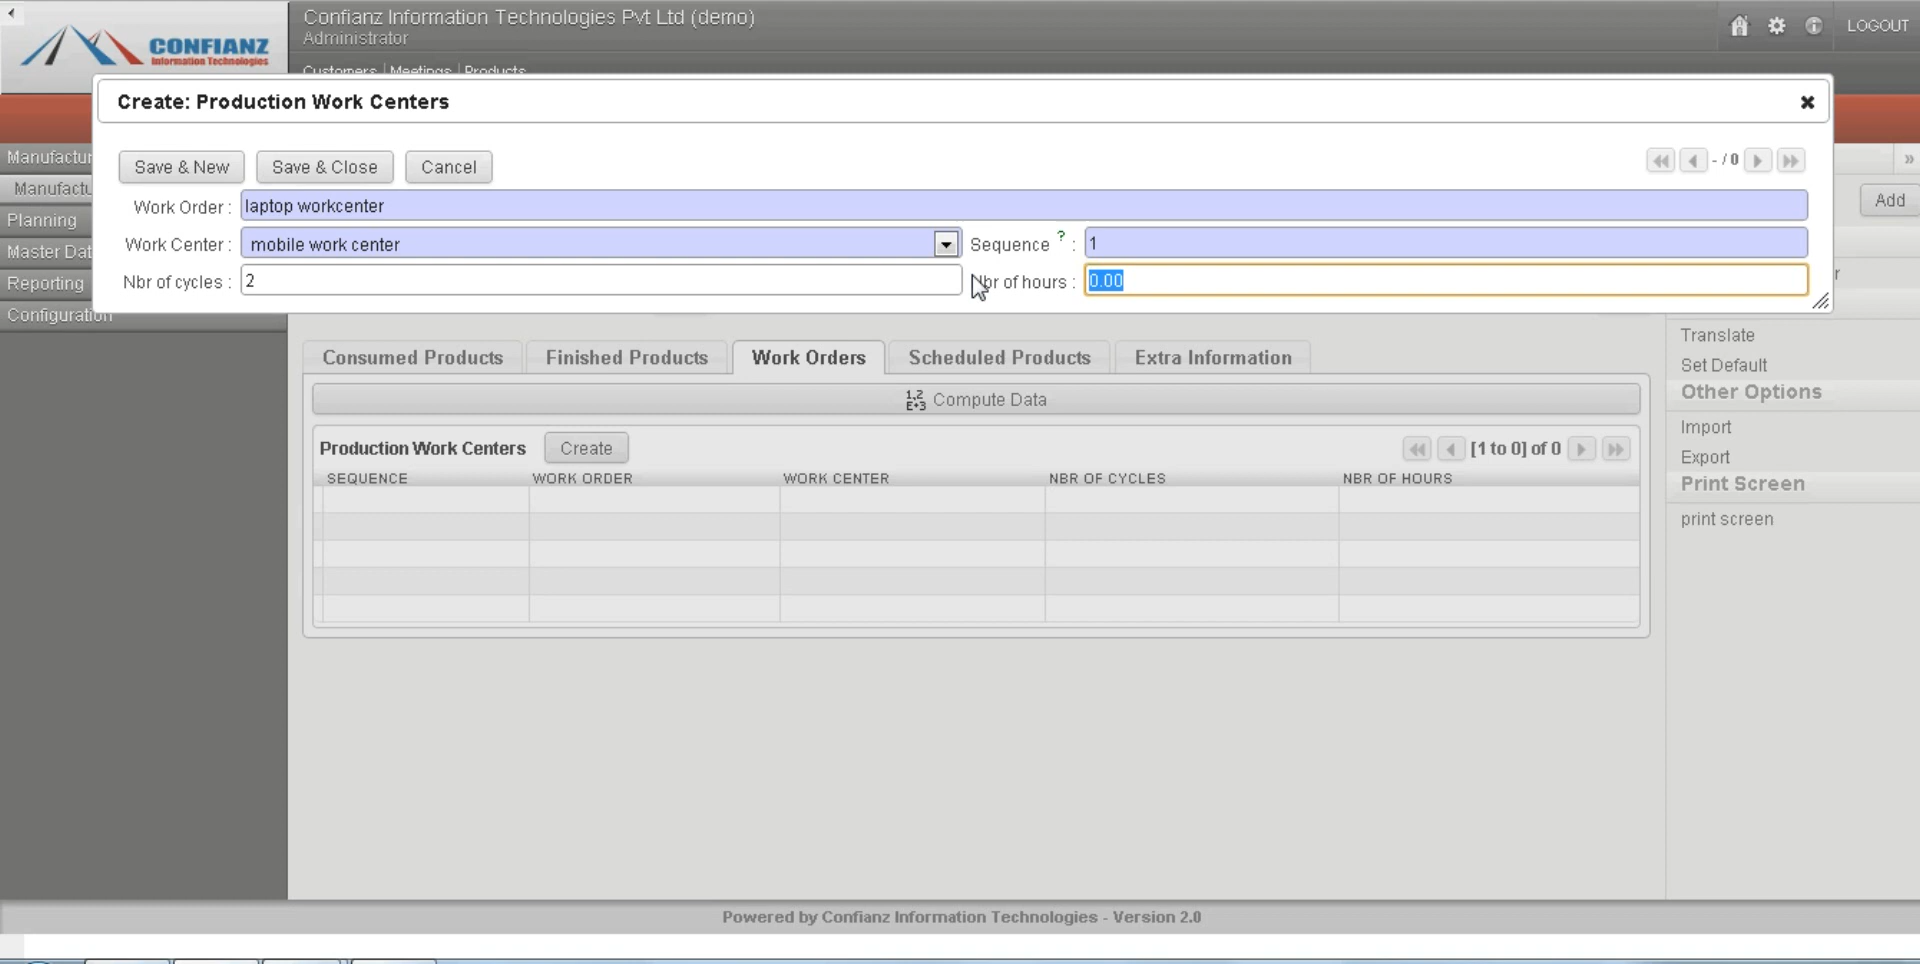 Confianz Information Technologies Pvt Ltd (demo)
Administrator
CONFIANZ
Information Technologies
LOGOUT
Customers | Meetings | Products
Create: Production Work Centers
Save & New Save & Close Cancel - / 0
Work Order : laptop workcenter
Work Center : mobile work center Sequence ? : 1
Nbr of cycles : 2 Nbr of hours : 0.00
Manufactu
Manufactu
Planning
Master Dat
Reporting
Configuration
»
Add
r
Translate
Set Default
Other Options
Import
Export
Print Screen
print screen
Consumed Products Finished Products Work Orders Scheduled Products Extra Information
1,2 E+3 Compute Data
Production Work Centers Create [1 to 0] of 0
SEQUENCE WORK ORDER WORK CENTER NBR OF CYCLES NBR OF HOURS
Powered by Confianz Information Technologies - Version 2.0